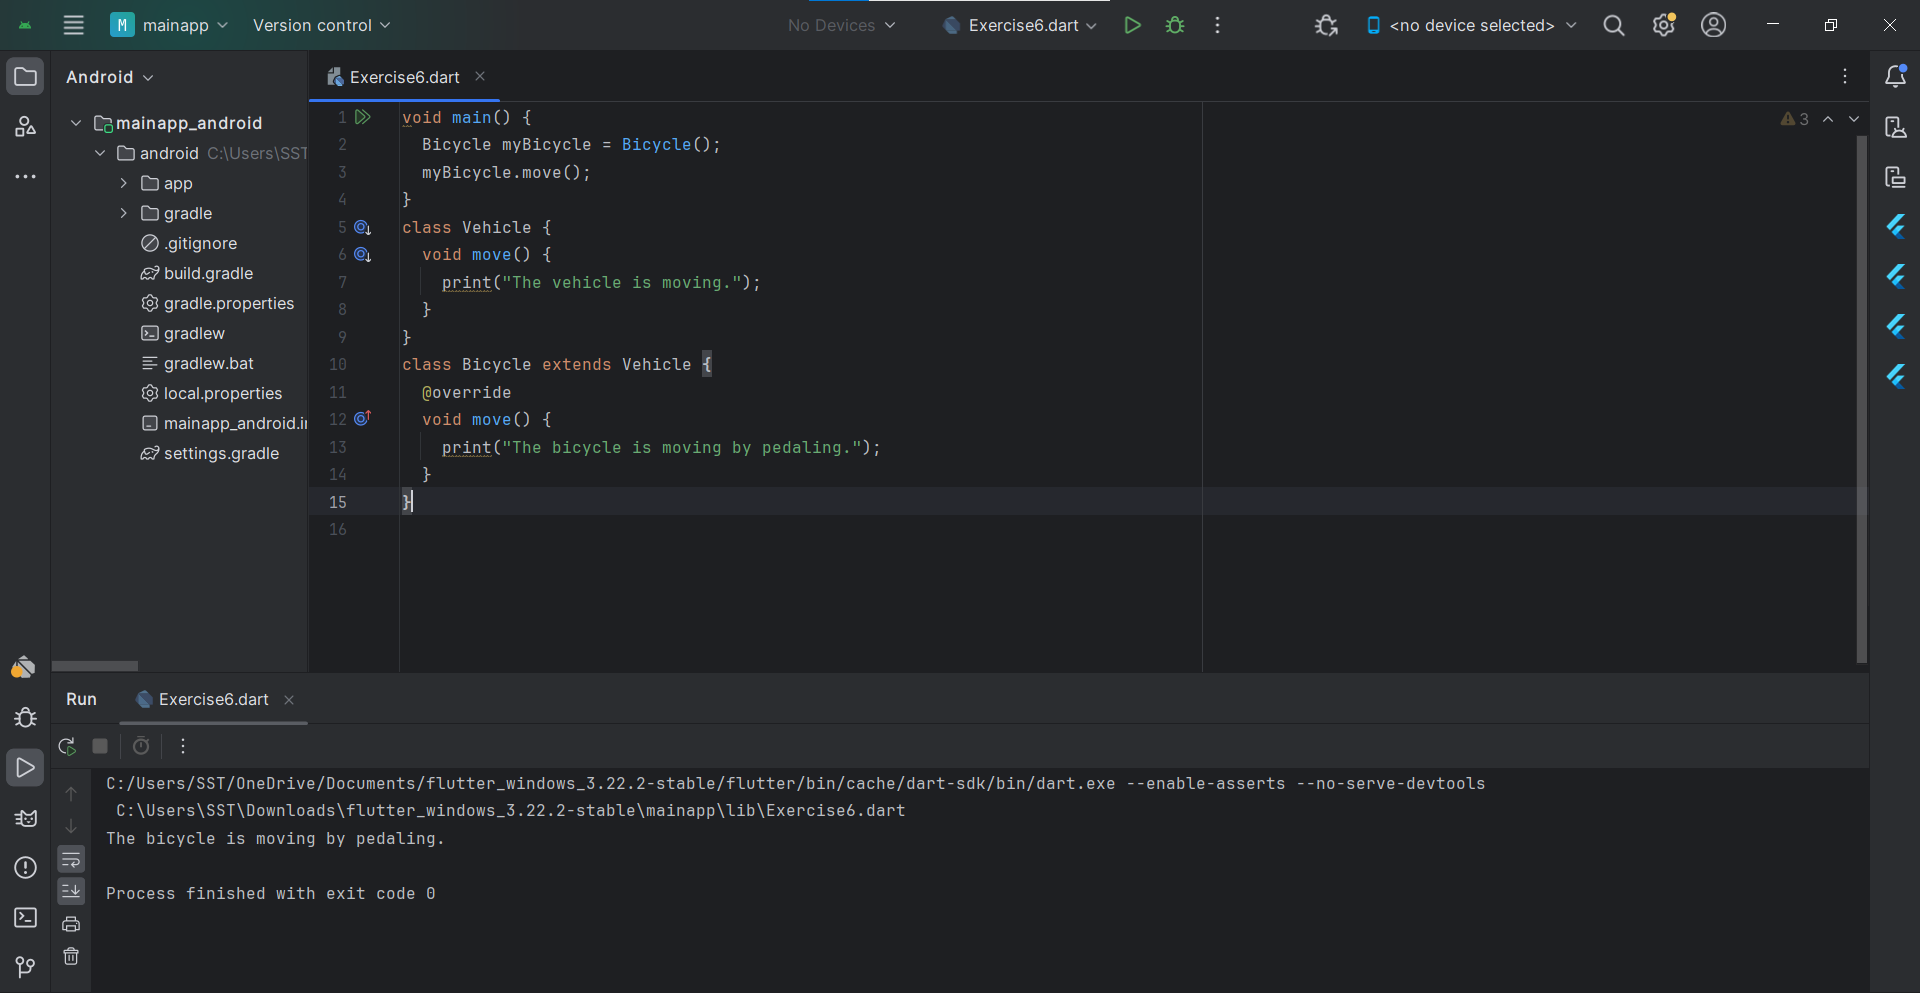 M mainapp Version control No Devices Exercise6.dart <no device selected>
Android
mainapp_android
android C:\Users\SST
app
gradle
.gitignore
build.gradle
gradle.properties
gradlew
gradlew.bat
local.properties
mainapp_android.i
settings.gradle
Exercise6.dart
3
1 void main() {
2   Bicycle myBicycle = Bicycle();
3   myBicycle.move();
4 }
5 class Vehicle {
6   void move() {
7     print("The vehicle is moving.");
8   }
9 }
10 class Bicycle extends Vehicle {
11   @override
12   void move() {
13     print("The bicycle is moving by pedaling.");
14   }
15 }
16
Run Exercise6.dart
C:/Users/SST/OneDrive/Documents/flutter_windows_3.22.2-stable/flutter/bin/cache/dart-sdk/bin/dart.exe --enable-asserts --no-serve-devtools
C:\Users\SST\Downloads\flutter_windows_3.22.2-stable\mainapp\lib\Exercise6.dart
The bicycle is moving by pedaling.
Process finished with exit code 0